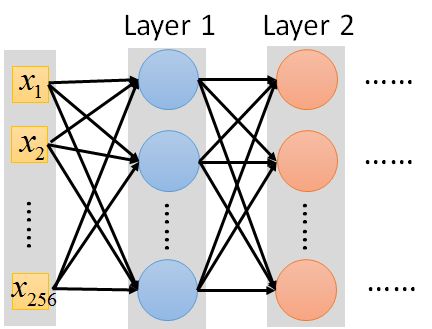 Layer 1 Layer 2
x₁ ……
x₂ ……
…… …… ……
x₂₅₆ ……